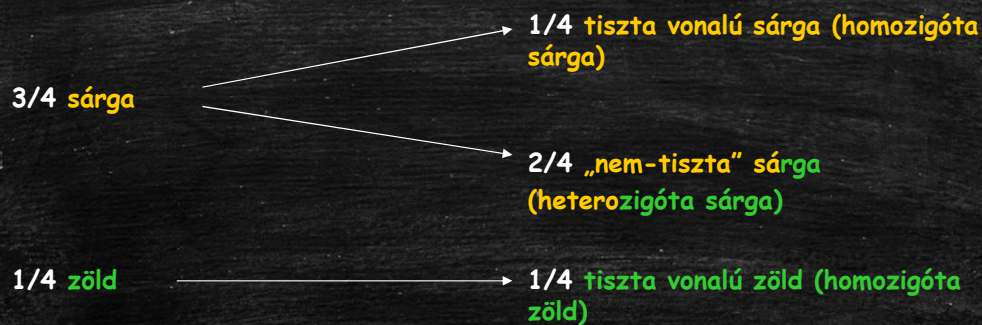 1/4 tiszta vonalú sárga (homozigóta
sárga)
3/4 sárga
2/4 „nem-tiszta” sárga
(heterozigóta sárga)
1/4 zöld
1/4 tiszta vonalú zöld (homozigóta
zöld)